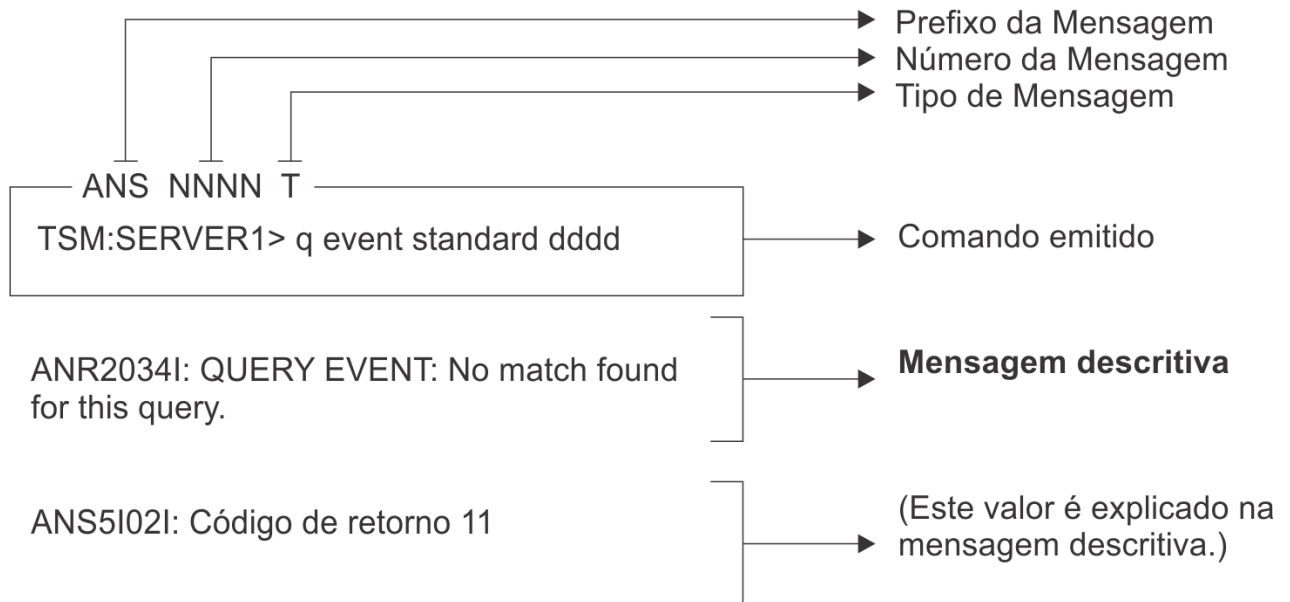 Prefixo da Mensagem
Número da Mensagem
Tipo de Mensagem
ANS NNNN T
TSM:SERVER1> q event standard dddd
Comando emitido
ANR2034I: QUERY EVENT: No match found
for this query.
Mensagem descritiva
ANS5I02I: Código de retorno 11
(Este valor é explicado na
mensagem descritiva.)